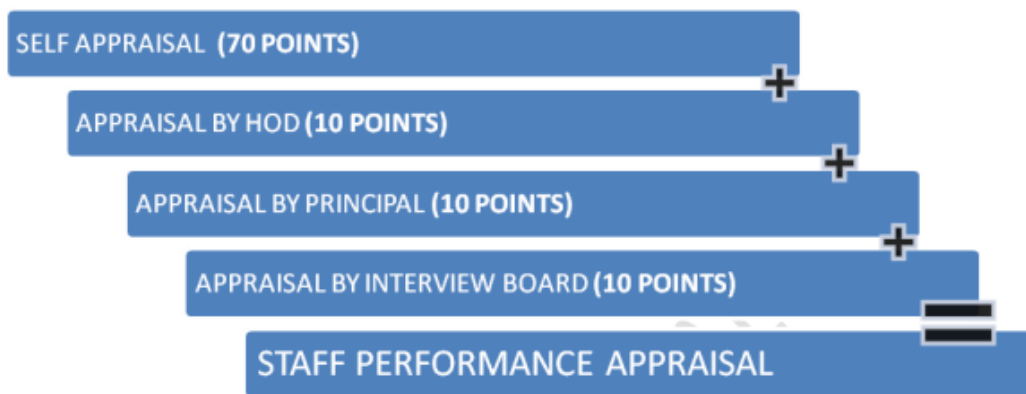 SELF APPRAISAL (70 POINTS)
+
APPRAISAL BY HOD (10 POINTS)
+
APPRAISAL BY PRINCIPAL (10 POINTS)
+
APPRAISAL BY INTERVIEW BOARD (10 POINTS)
=
STAFF PERFORMANCE APPRAISAL